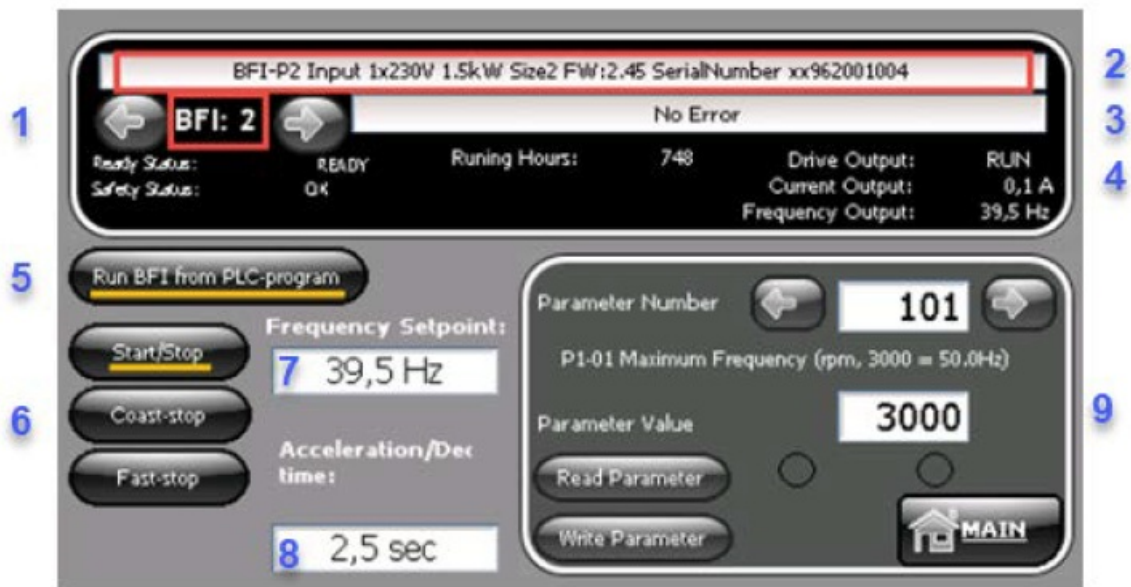 BFI-P2 Input 1x230V 1.5kW Size2 FW:2.45 SerialNumber xx962001004
2
1
BFI: 2
No Error
3
Ready Status: READY
Runing Hours: 748
Drive Output: RUN
4
Safety Status: OK
Current Output: 0,1 A
Frequency Output: 39,5 Hz
5
Run BFI from PLC-program
6
Start/Stop
Coast-stop
Fast-stop
Frequency Setpoint:
7 39,5 Hz
Acceleration/Dec
time:
8 2,5 sec
Parameter Number 101
P1-01 Maximum Frequency (rpm, 3000 = 50.0Hz)
Parameter Value 3000
9
Read Parameter
Write Parameter
MAIN